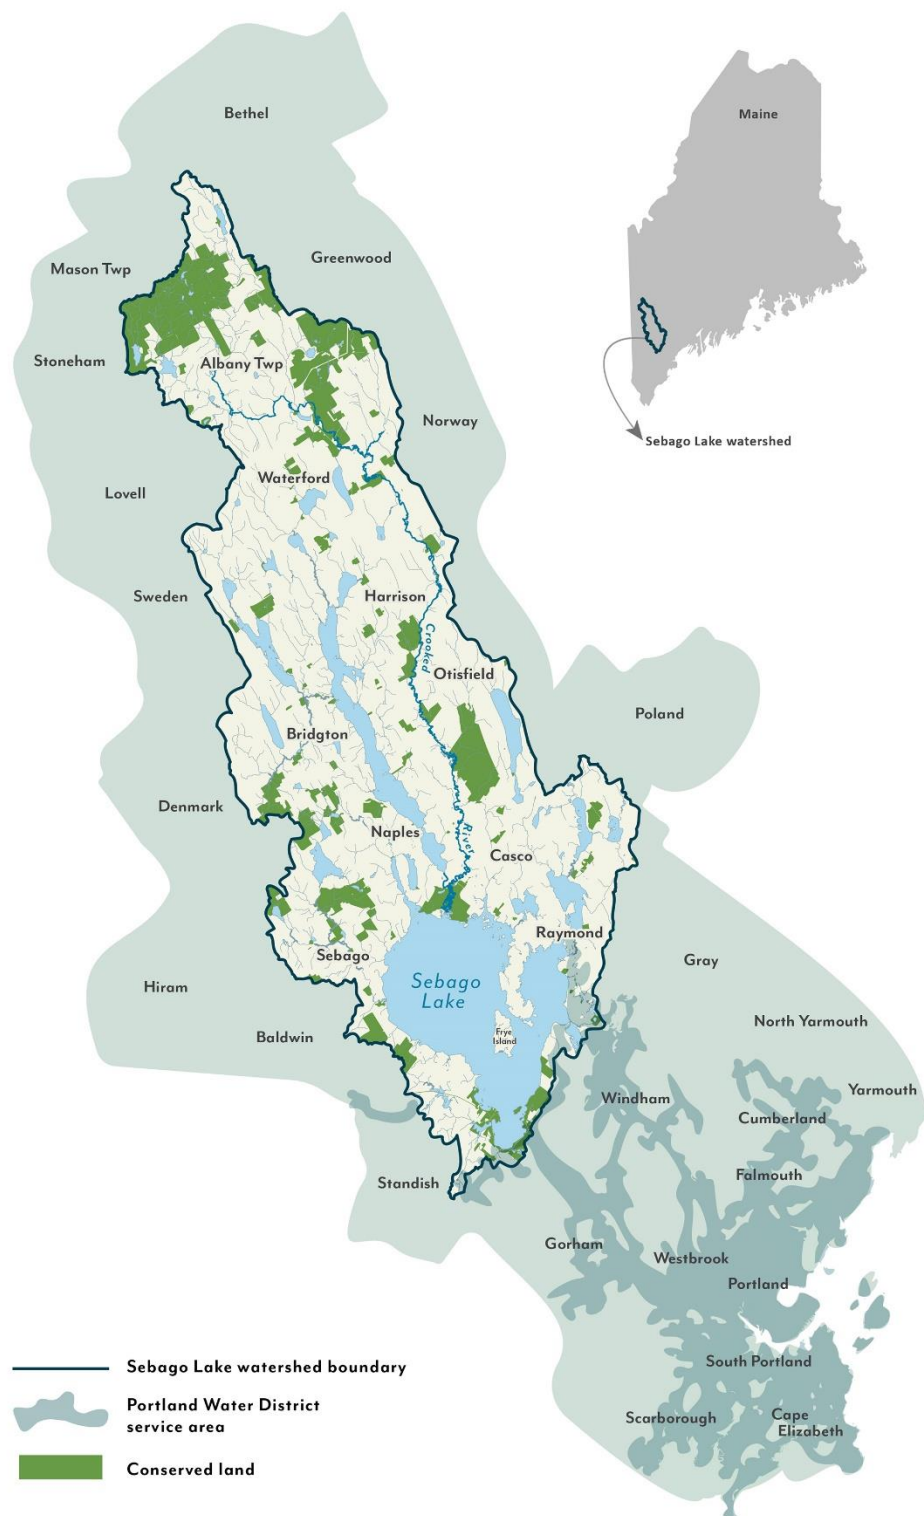 Bethel
Maine
Greenwood
Mason Twp
Stoneham
Albany Twp
Norway
Sebago Lake watershed
Waterford
Lovell
Sweden
Harrison
Crooked
Otisfield
Poland
Bridgton
Denmark
Naples
River
Casco
Raymond
Sebago
Gray
Sebago
Lake
Hiram
North Yarmouth
Baldwin
Frye
Island
Windham
Yarmouth
Cumberland
Falmouth
Standish
Gorham
Westbrook
Portland
South Portland
Scarborough
Cape
Elizabeth
Sebago Lake watershed boundary
Portland Water District
service area
Conserved land